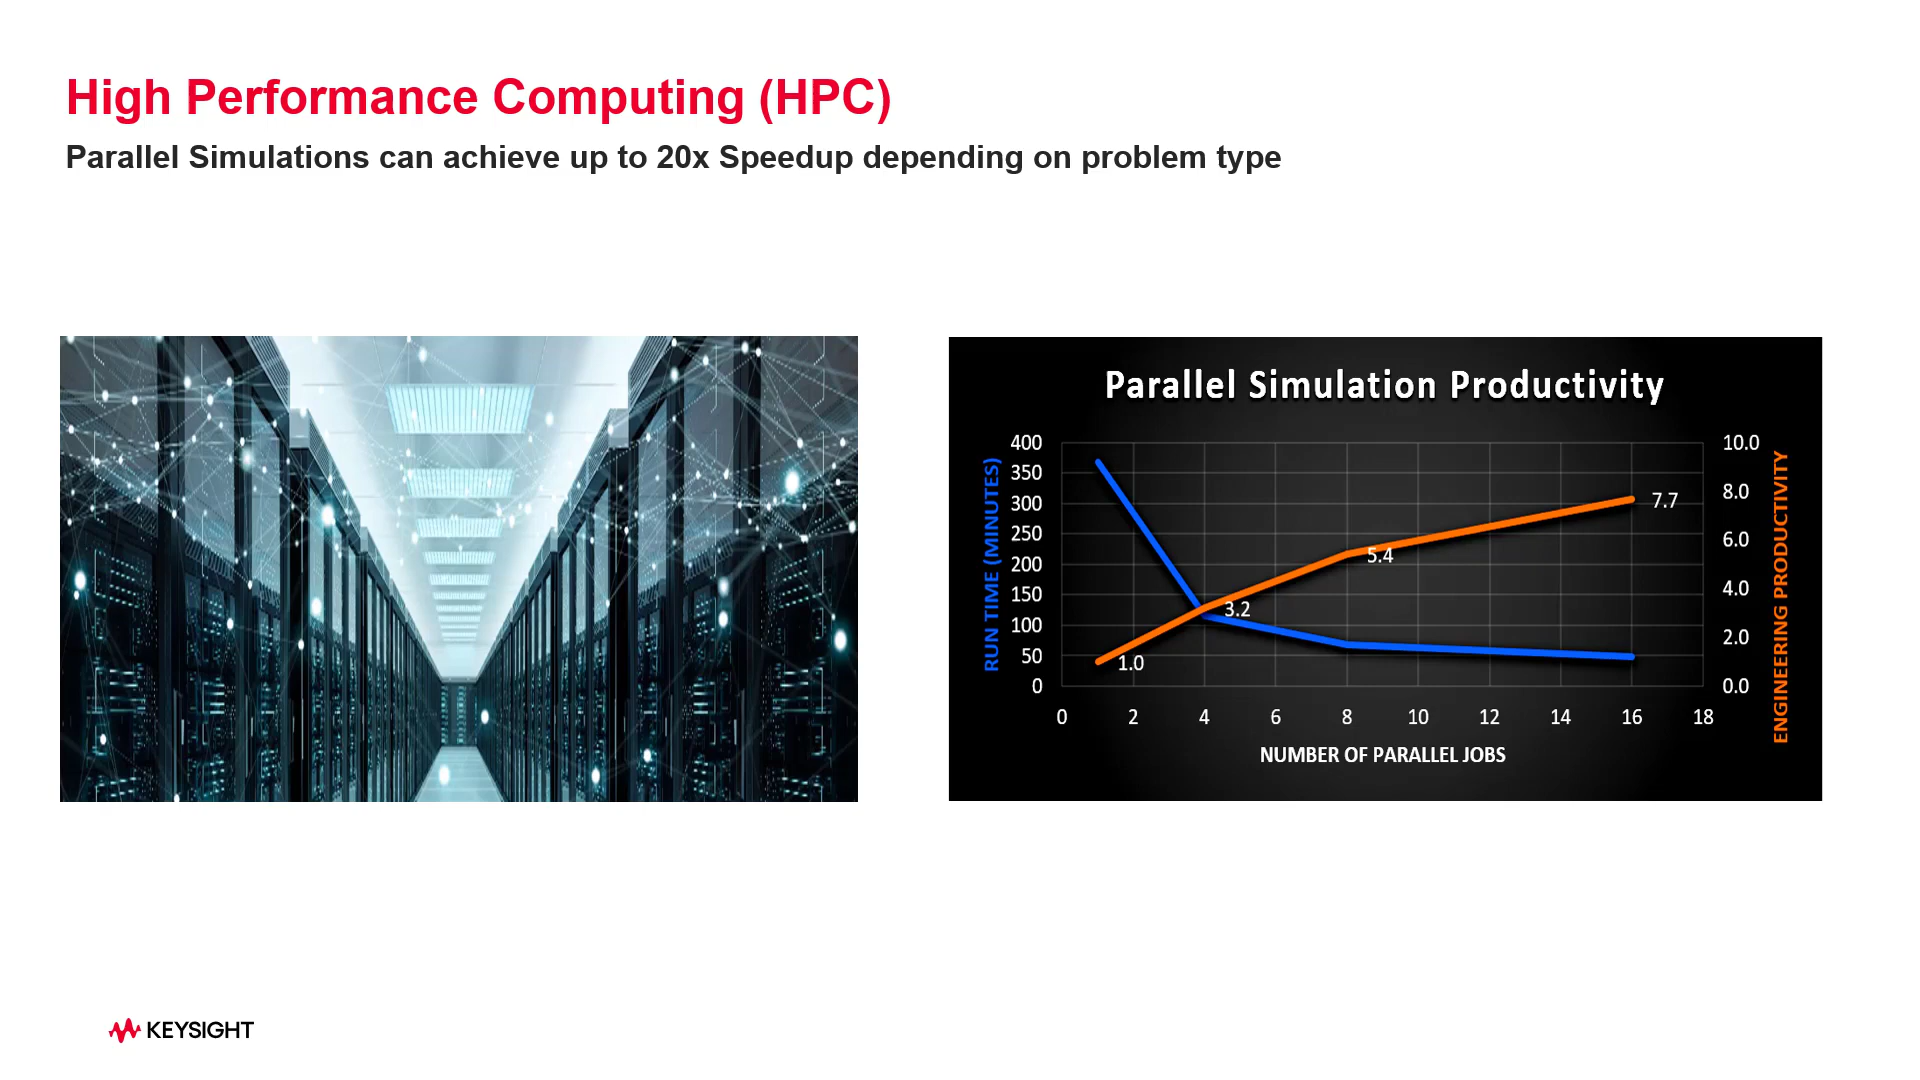 High Performance Computing (HPC)
Parallel Simulations can achieve up to 20x Speedup depending on problem type
Parallel Simulation Productivity
RUN TIME (MINUTES)
400
350
300
250
200
150
100
50
0
1.0
3.2
5.4
7.7
10.0
8.0
6.0
4.0
2.0
0.0
ENGINEERING PRODUCTIVITY
0 2 4 6 8 10 12 14 16 18
NUMBER OF PARALLEL JOBS
KEYSIGHT